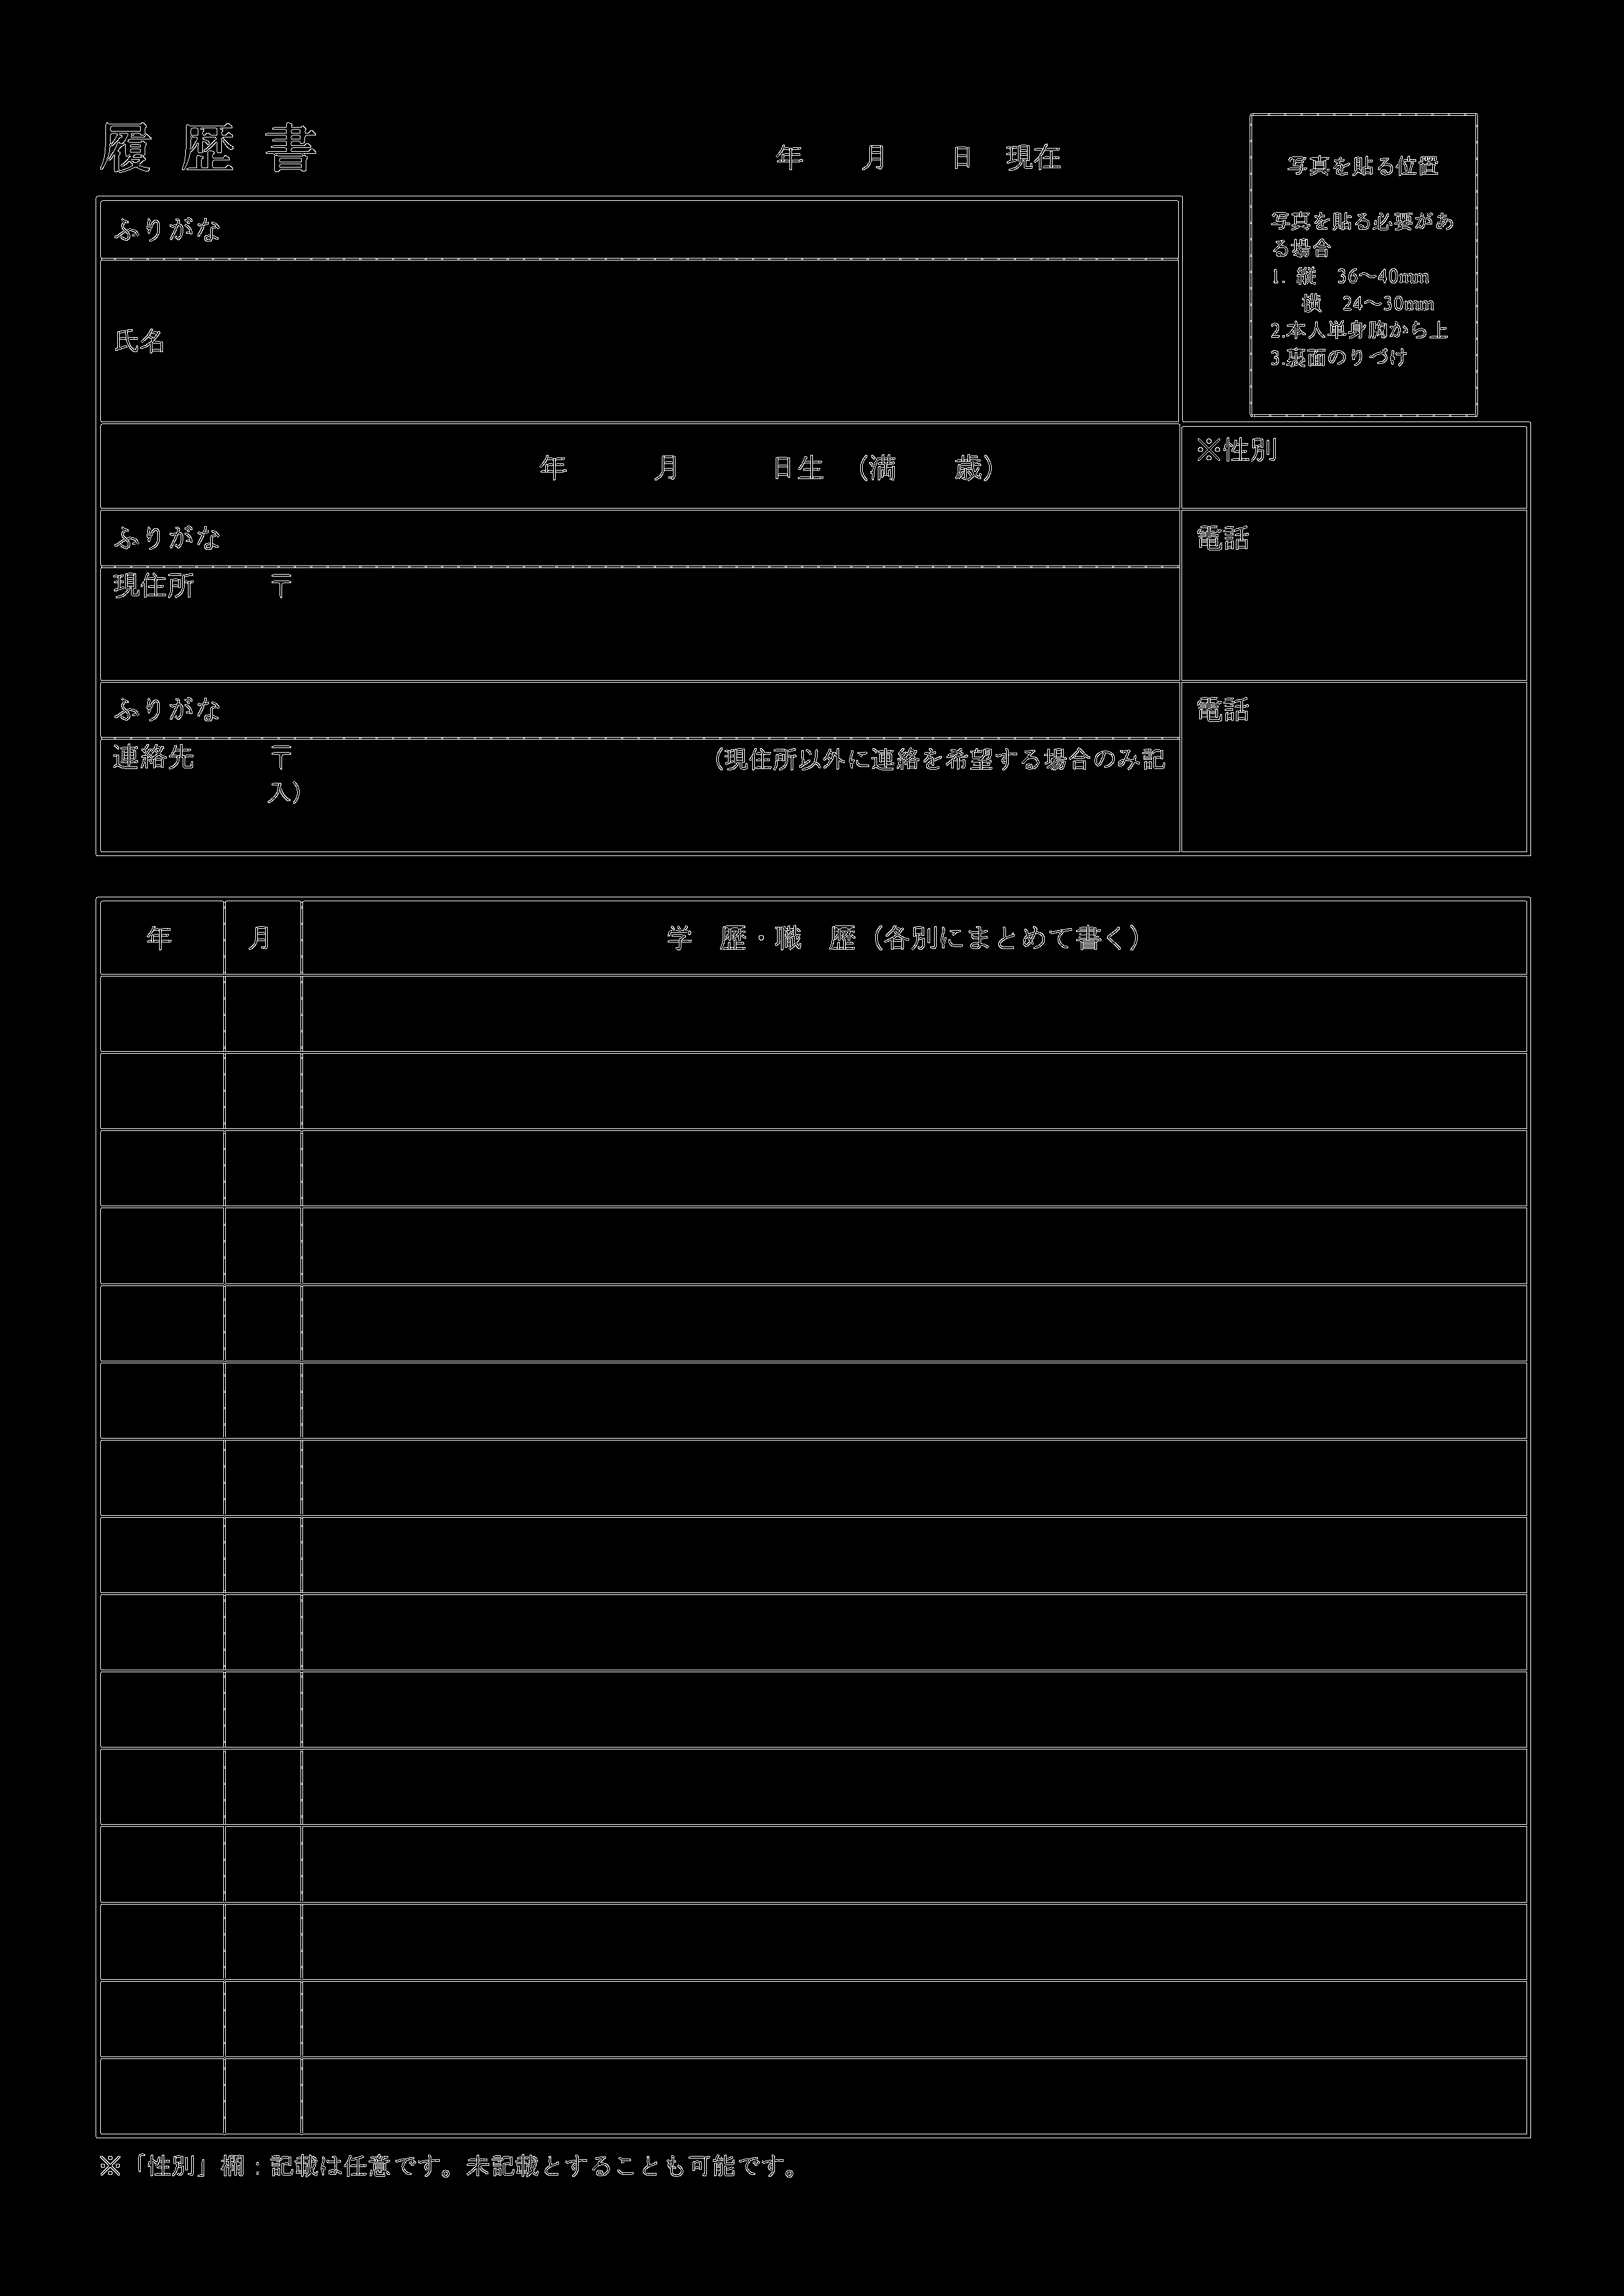 履歴書
年 月 日 現在
写真を貼る位置
写真を貼る必要があ
る場合
1. 縦 36～40mm
横 24～30mm
2.本人単身胸から上
3.裏面のりづけ
ふりがな
氏名
年 月 日生 （満 歳）
※性別
ふりがな
電話
現住所 〒
ふりがな
電話
連絡先 〒 （現住所以外に連絡を希望する場合のみ記
入）
年 月 学 歴・職 歴（各別にまとめて書く）
※「性別」欄：記載は任意です。未記載とすることも可能です。